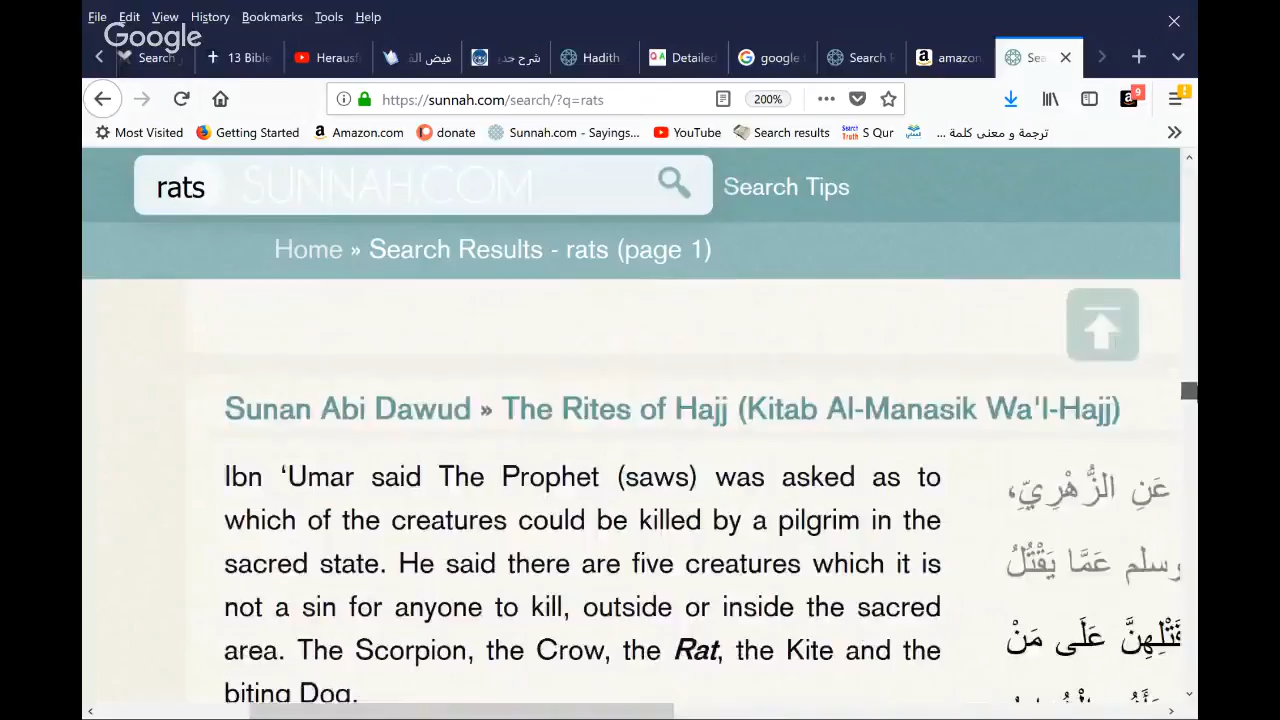 File Edit View History Bookmarks Tools Help
Google
Search
13 Bible
Herausf
فيض الق
شرح حدي
Hadith
Q A Detailed
google
Search R
amazon
Sea
https://sunnah.com/search/?q=rats
200%
9
Most Visited Getting Started Amazon.com donate Sunnah.com - Sayings... YouTube Search results S Qur ترجمة و معنى كلمة ...
rats SUNNAH.COM Search Tips
Home » Search Results - rats (page 1)
Sunan Abi Dawud » The Rites of Hajj (Kitab Al-Manasik Wa'l-Hajj)
Ibn ‘Umar said The Prophet (saws) was asked as to
which of the creatures could be killed by a pilgrim in the
sacred state. He said there are five creatures which it is
not a sin for anyone to kill, outside or inside the sacred
area. The Scorpion, the Crow, the Rat, the Kite and the
biting Dog.
عَنِ الزُّهْرِيِّ،
وسلم عَمَّا يَقْتُلُ
قَتْلِهِنَّ عَلَى مَنْ